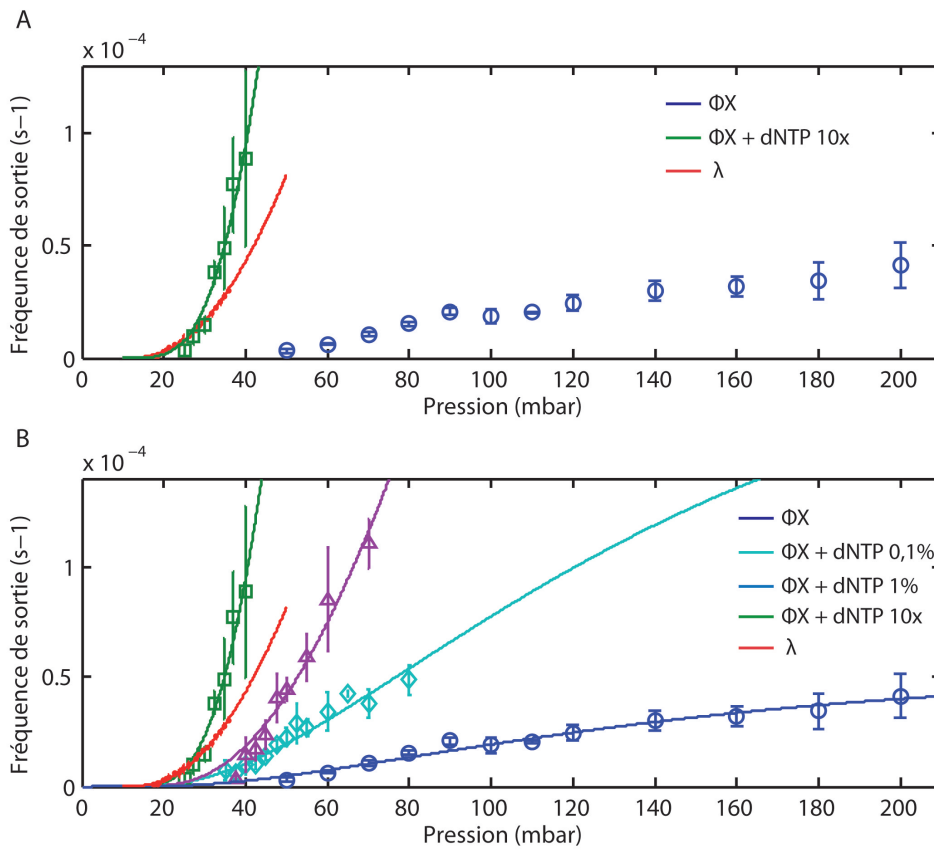 A
x 10⁻⁴
1
0.5
0
Fréqeunce de sortie (s−1)
ΦX
ΦX + dNTP 10x
λ
0 20 40 60 80 100 120 140 160 180 200
Pression (mbar)
B
x 10⁻⁴
1
0.5
0
Fréquence de sortie (s−1)
ΦX
ΦX + dNTP 0,1%
ΦX + dNTP 1%
ΦX + dNTP 10x
λ
0 20 40 60 80 100 120 140 160 180 200
Pression (mbar)